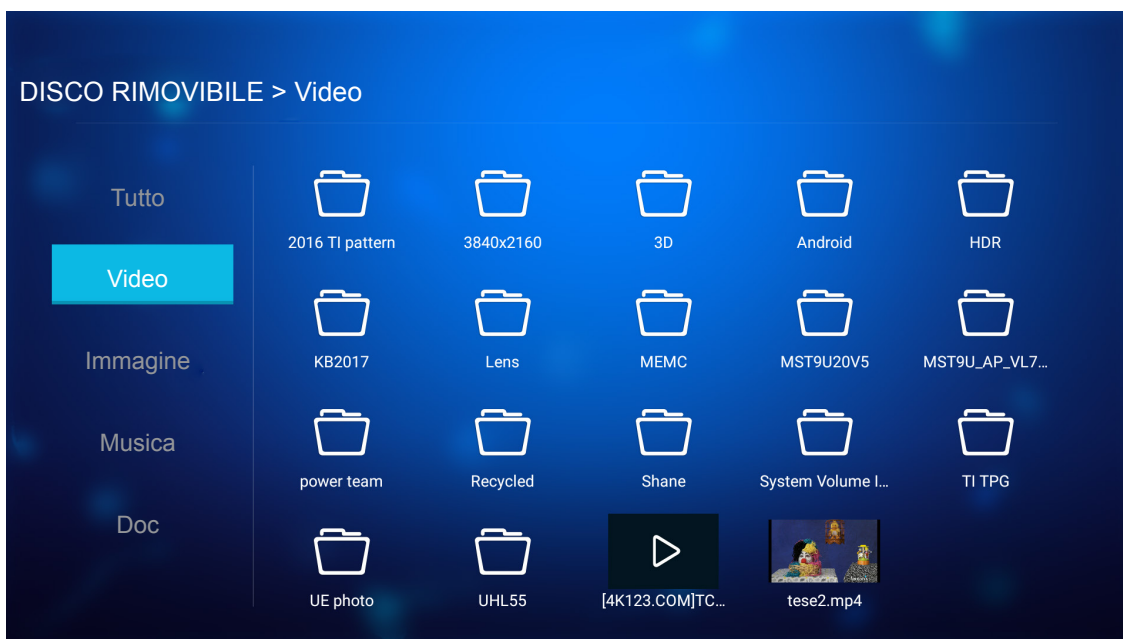 DISCO RIMOVIBILE > Video
Tutto
Video
Immagine
Musica
Doc
2016 TI pattern
3840x2160
3D
Android
HDR
KB2017
Lens
MEMC
MST9U20V5
MST9U_AP_VL7...
power team
Recycled
Shane
System Volume I...
TI TPG
UE photo
UHL55
[4K123.COM]TC...
tese2.mp4